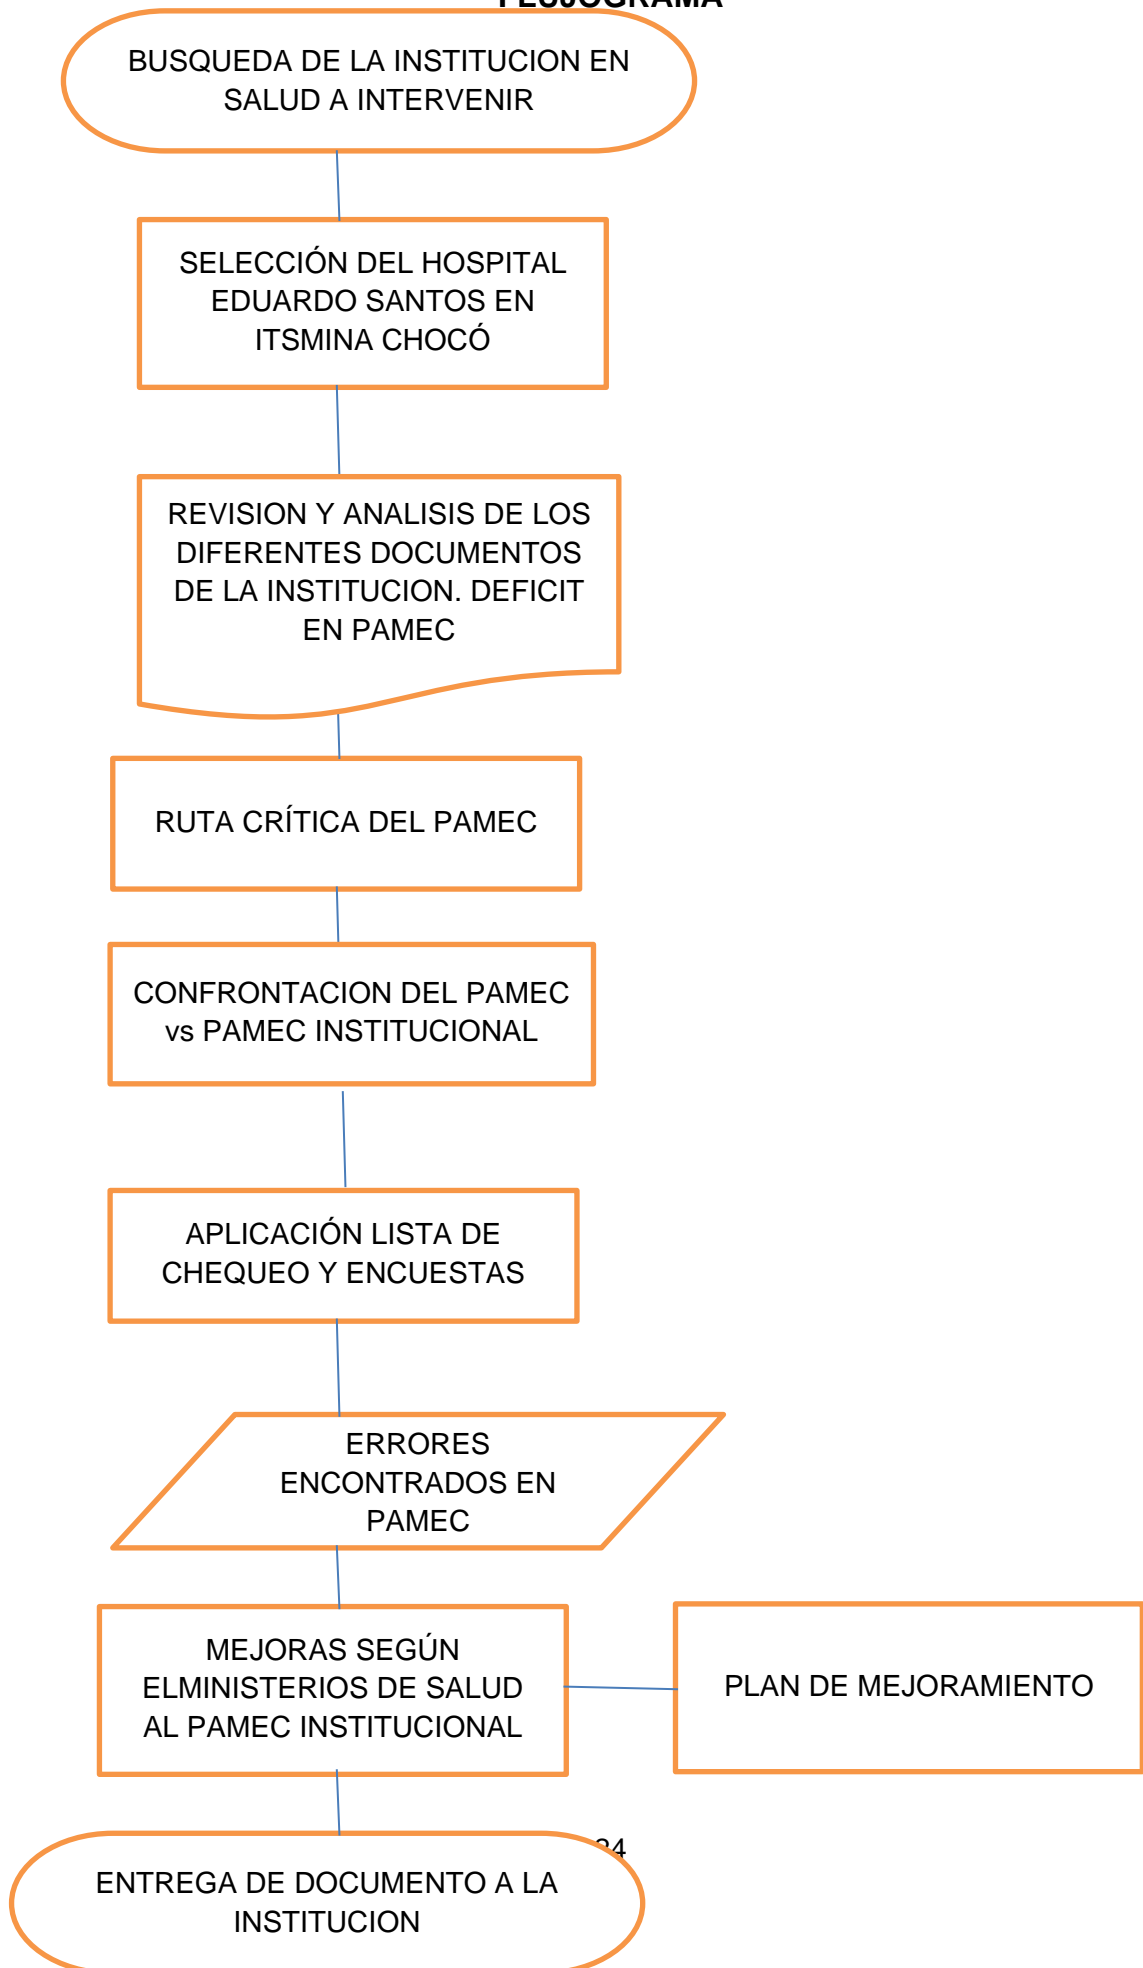 FLUJOGRAMA
BUSQUEDA DE LA INSTITUCION EN
SALUD A INTERVENIR
SELECCIÓN DEL HOSPITAL
EDUARDO SANTOS EN
ITSMINA CHOCÓ
REVISION Y ANALISIS DE LOS
DIFERENTES DOCUMENTOS
DE LA INSTITUCION. DEFICIT
EN PAMEC
RUTA CRÍTICA DEL PAMEC
CONFRONTACION DEL PAMEC
vs PAMEC INSTITUCIONAL
APLICACIÓN LISTA DE
CHEQUEO Y ENCUESTAS
ERRORES
ENCONTRADOS EN
PAMEC
MEJORAS SEGÚN
ELMINISTERIOS DE SALUD
AL PAMEC INSTITUCIONAL
PLAN DE MEJORAMIENTO
ENTREGA DE DOCUMENTO A LA
INSTITUCION